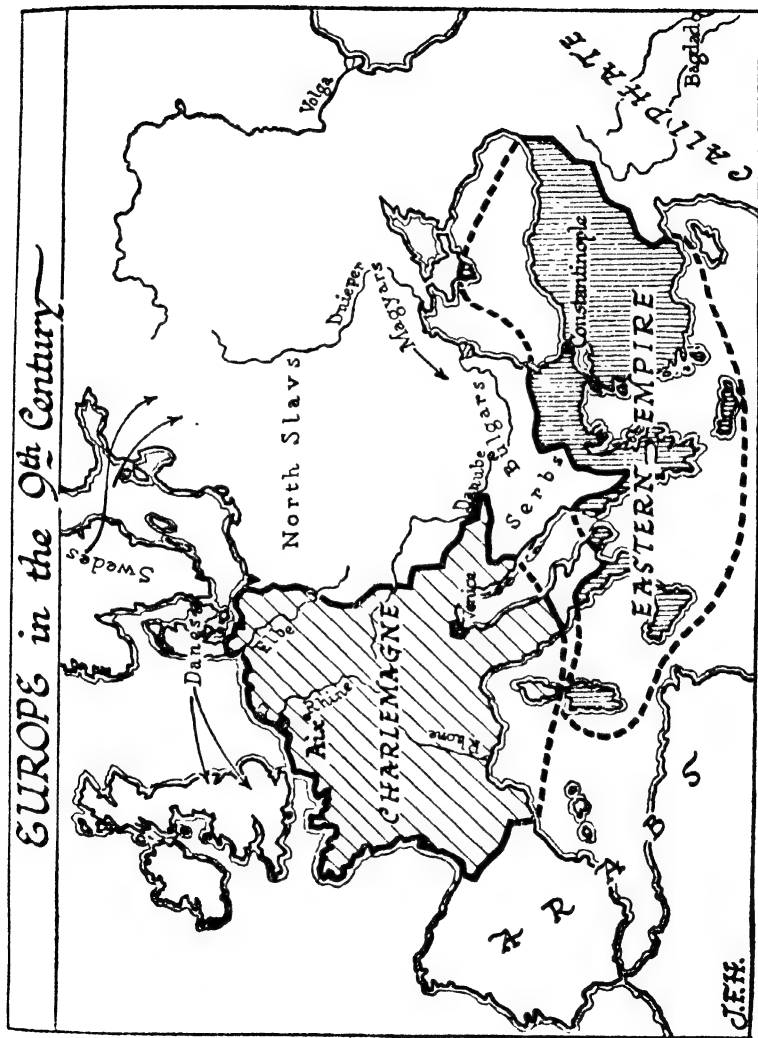 EUROPE in the 9th Century
Swedes
Danes
North Slavs
Volga
Dnieper
Magyars
Elbe
Rhine
Aix
CHARLEMAGNE
Rhone
Venice
Danube
Bulgars
Serbs
Constantinople
EASTERN EMPIRE
CALIPHATE
Bagdad
ARABS
J.F.H.